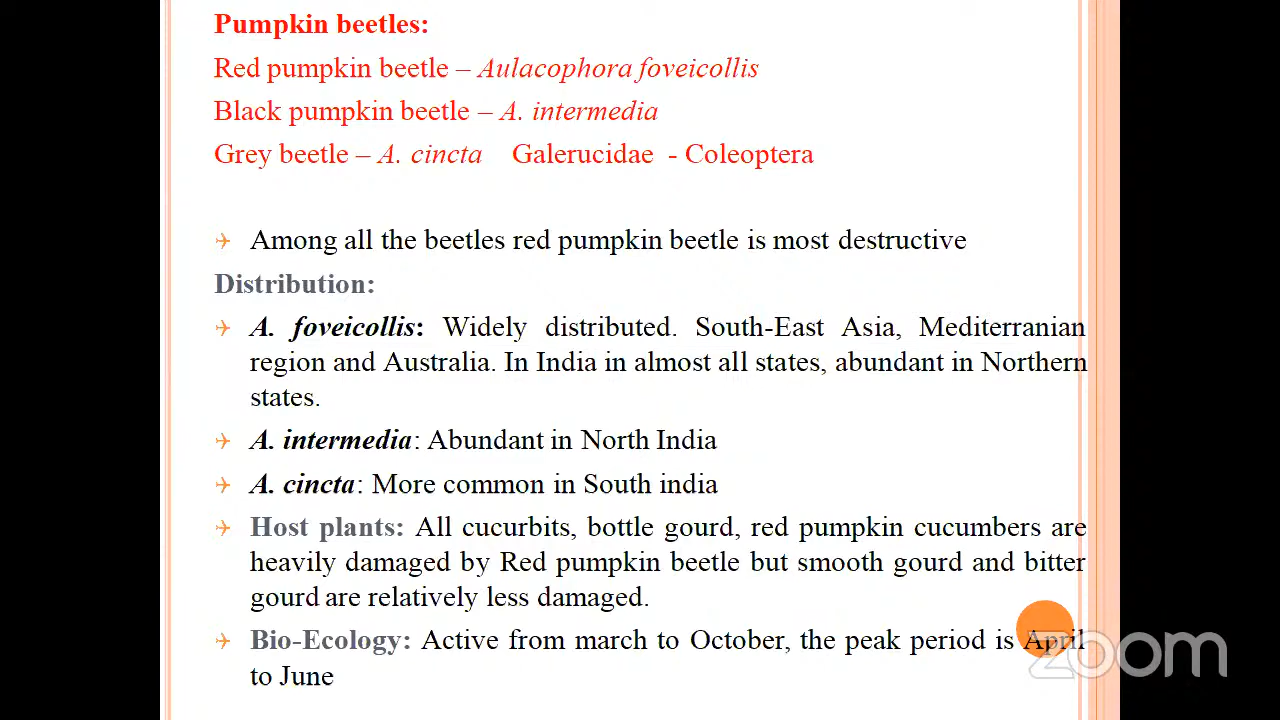 Pumpkin beetles:
Red pumpkin beetle – Aulacophora foveicollis
Black pumpkin beetle – A. intermedia
Grey beetle – A. cincta Galerucidae - Coleoptera
Among all the beetles red pumpkin beetle is most destructive
Distribution:
A. foveicollis: Widely distributed. South-East Asia, Mediterranian
region and Australia. In India in almost all states, abundant in Northern
states.
A. intermedia: Abundant in North India
A. cincta: More common in South india
Host plants: All cucurbits, bottle gourd, red pumpkin cucumbers are
heavily damaged by Red pumpkin beetle but smooth gourd and bitter
gourd are relatively less damaged.
Bio-Ecology: Active from march to October, the peak period is April
to June
zoom